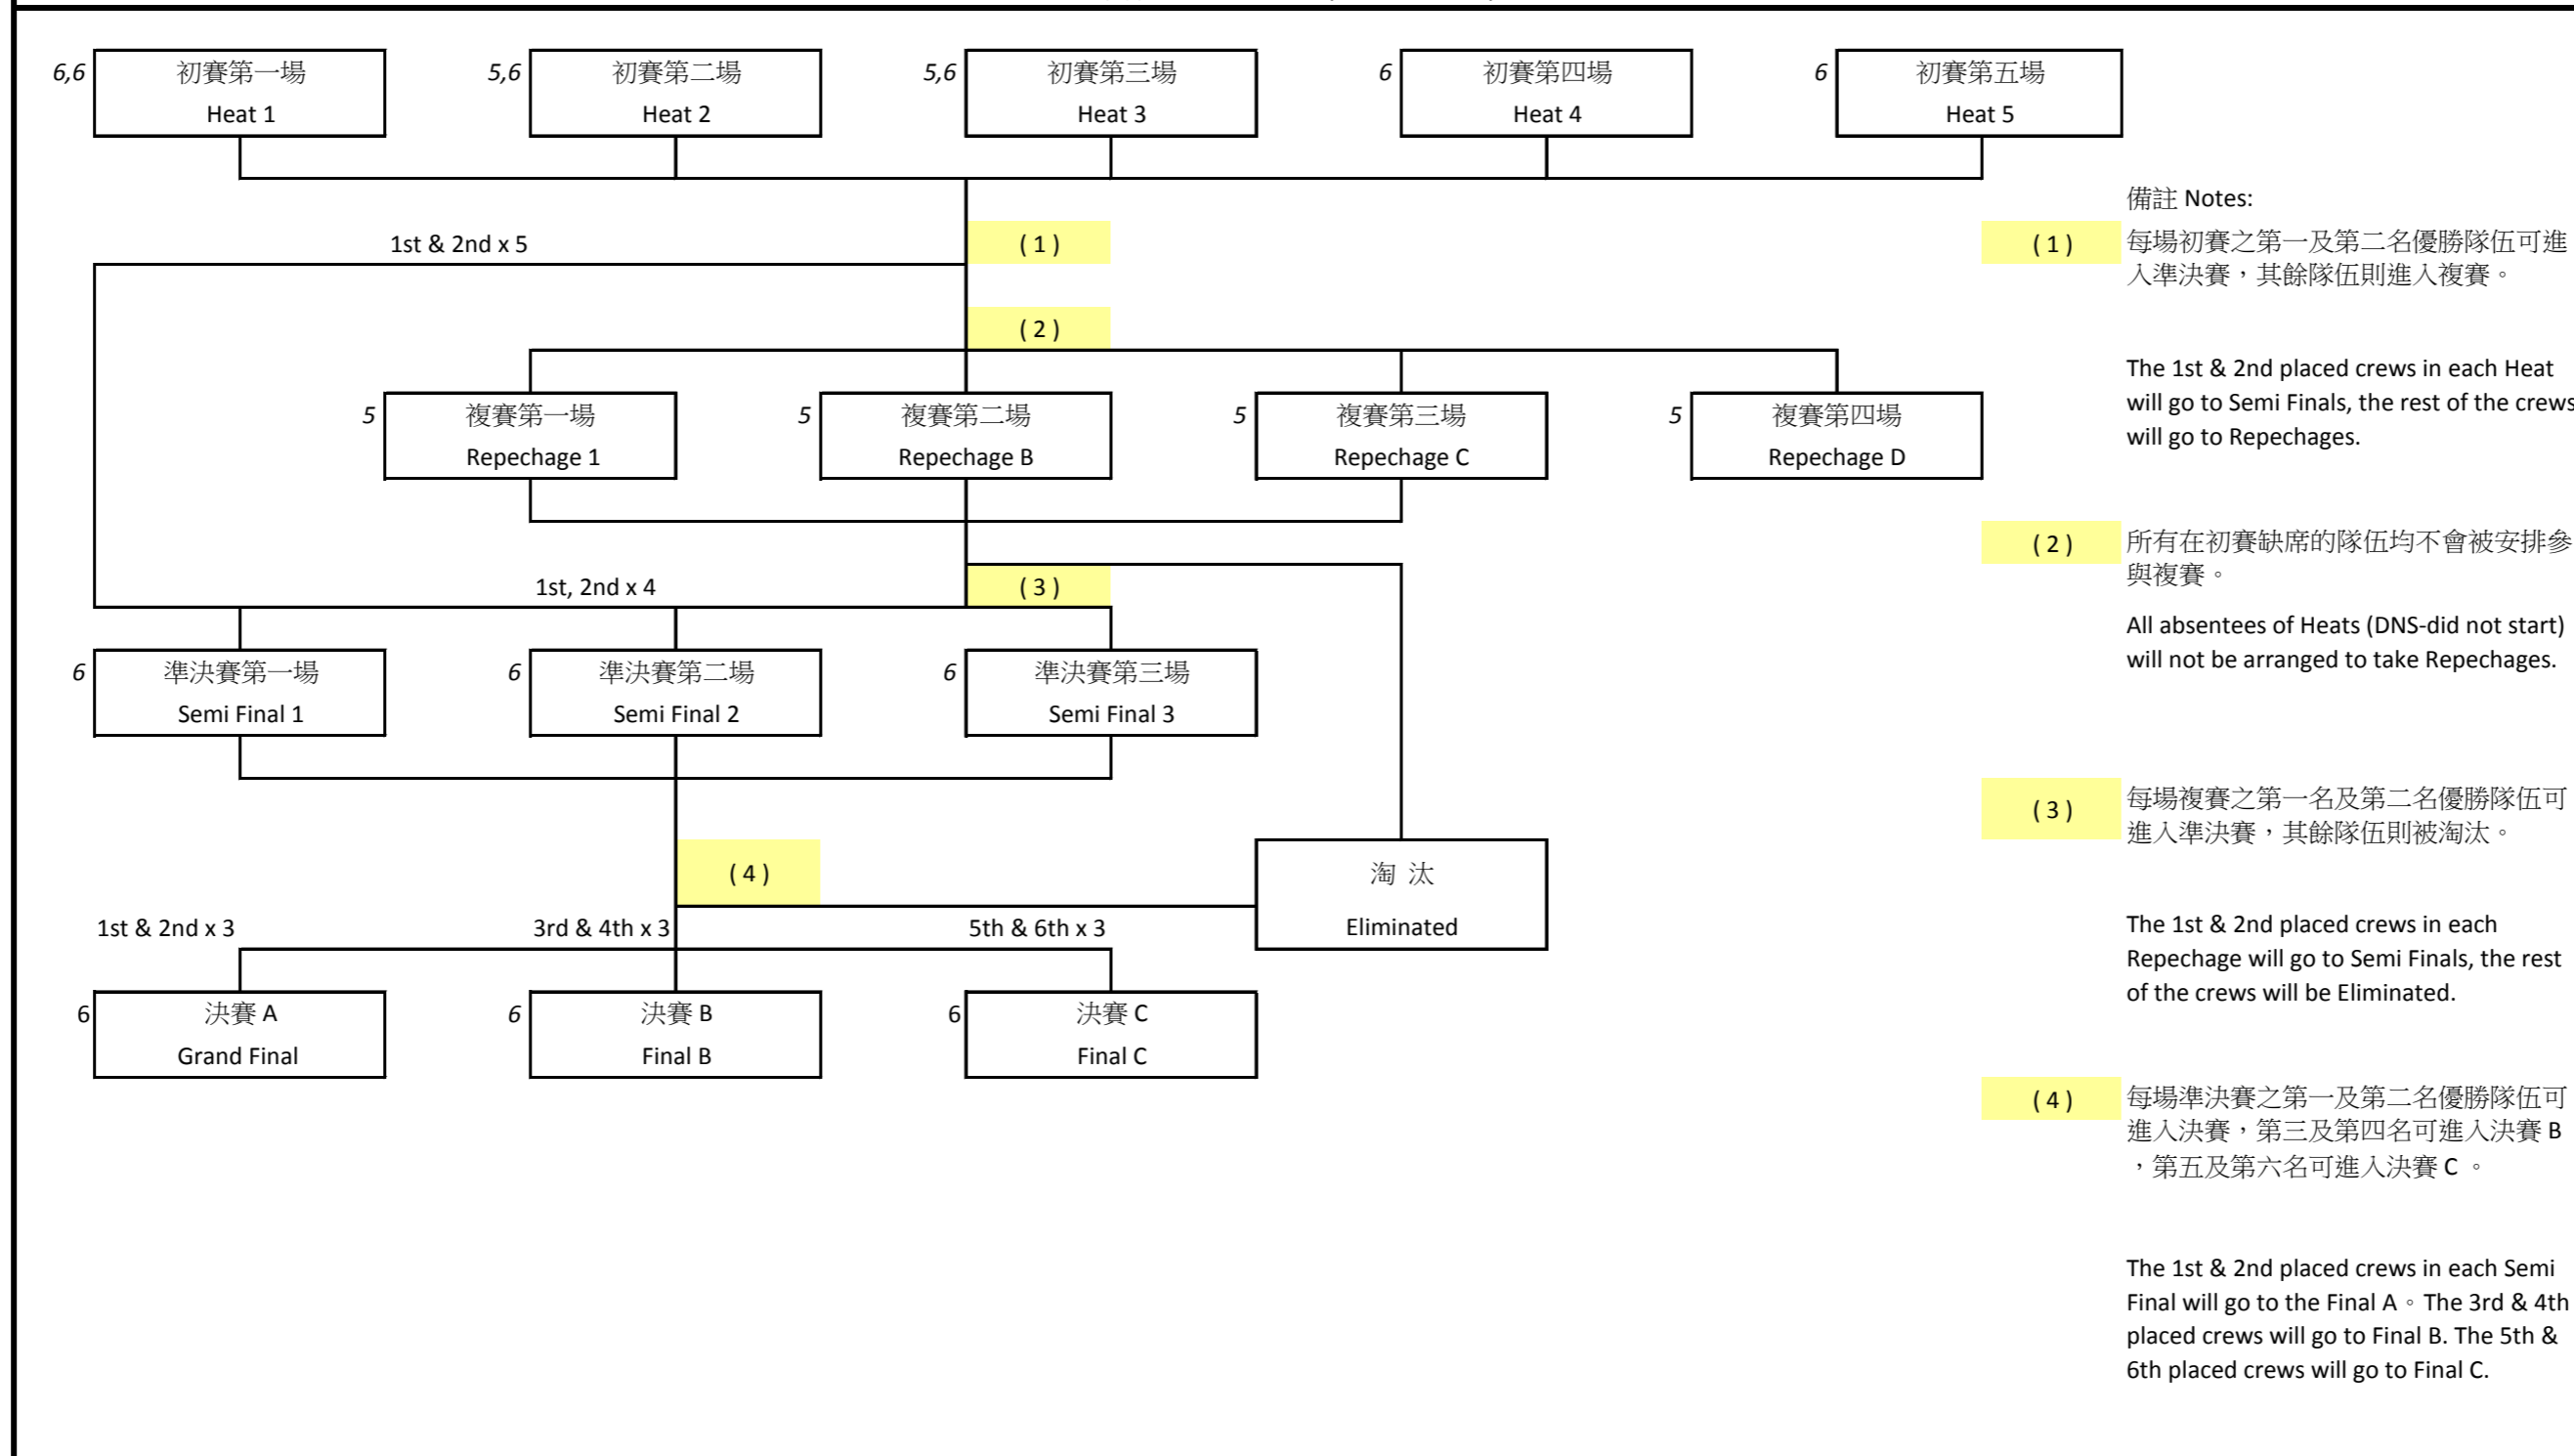 6,6
初賽第一場
Heat 1
5,6
初賽第二場
Heat 2
5,6
初賽第三場
Heat 3
6
初賽第四場
Heat 4
6
初賽第五場
Heat 5
1st & 2nd x 5
( 1 )
( 2 )
5
複賽第一場
Repechage 1
5
複賽第二場
Repechage B
5
複賽第三場
Repechage C
5
複賽第四場
Repechage D
1st, 2nd x 4
( 3 )
6
準決賽第一場
Semi Final 1
6
準決賽第二場
Semi Final 2
6
準決賽第三場
Semi Final 3
( 4 )
淘 汰
Eliminated
1st & 2nd x 3
3rd & 4th x 3
5th & 6th x 3
6
決賽 A
Grand Final
6
決賽 B
Final B
6
決賽 C
Final C
備註 Notes:
( 1 )
每場初賽之第一及第二名優勝隊伍可進
入準決賽，其餘隊伍則進入複賽。
The 1st & 2nd placed crews in each Heat
will go to Semi Finals, the rest of the crews
will go to Repechages.
( 2 )
所有在初賽缺席的隊伍均不會被安排參
與複賽。
All absentees of Heats (DNS-did not start)
will not be arranged to take Repechages.
( 3 )
每場複賽之第一名及第二名優勝隊伍可
進入準決賽，其餘隊伍則被淘汰。
The 1st & 2nd placed crews in each
Repechage will go to Semi Finals, the rest
of the crews will be Eliminated.
( 4 )
每場準決賽之第一及第二名優勝隊伍可
進入決賽，第三及第四名可進入決賽 B
，第五及第六名可進入決賽 C 。
The 1st & 2nd placed crews in each Semi
Final will go to the Final A 。The 3rd & 4th
placed crews will go to Final B. The 5th &
6th placed crews will go to Final C.